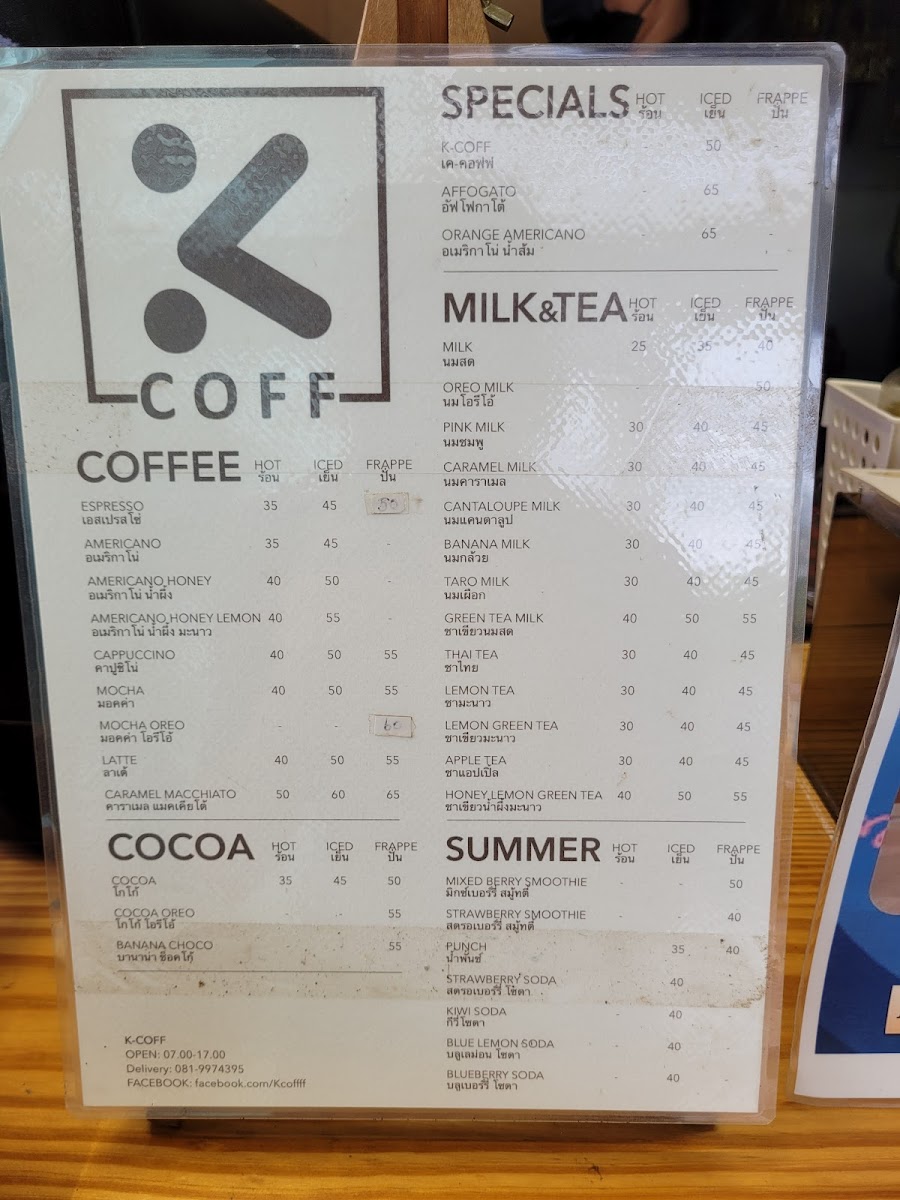 K
COFF
COFFEE HOT ICED FRAPPE
ร้อน เย็น ปั่น
ESPRESSO 35 45 50
เอสเปรสโซ่
AMERICANO 35 45 -
อเมริกาโน่
AMERICANO HONEY 40 50 -
อเมริกาโน่ น้ำผึ้ง
AMERICANO HONEY LEMON 40 55 -
อเมริกาโน่ น้ำผึ้ง มะนาว
CAPPUCCINO 40 50 55
คาปูชิโน่
MOCHA 40 50 55
มอคค่า
MOCHA OREO - - 60
มอคค่า โอรีโอ้
LATTE 40 50 55
ลาเต้
CARAMEL MACCHIATO 50 60 65
คาราเมล แมคเคียโต้
COCOA HOT ICED FRAPPE
ร้อน เย็น ปั่น
COCOA 35 45 50
โกโก้
COCOA OREO - - 55
โกโก้ โอรีโอ้
BANANA CHOCO 55
บานาน่า ช็อคโก้
K-COFF
OPEN: 07.00-17.00
Delivery: 081-9974395
FACEBOOK: facebook.com/Kcoffff
SPECIALS HOT ICED FRAPPE
ร้อน เย็น ปั่น
K-COFF - 50 -
เค-คอฟฟ์
AFFOGATO - 65
อัฟโฟกาโต้
ORANGE AMERICANO - 65 -
อเมริกาโน่ น้ำส้ม
MILK&TEA HOT ICED FRAPPE
ร้อน เย็น ปั่น
MILK 25 35 40
นมสด
OREO MILK - 50
นมโอรีโอ้
PINK MILK 30 40 45
นมชมพู
CARAMEL MILK 30 40 45
นมคาราเมล
CANTALOUPE MILK 30 40 45
นมแคนตาลูป
BANANA MILK 30 40 45
นมกล้วย
TARO MILK 30 40 45
นมเผือก
GREEN TEA MILK 40 50 55
ชาเขียวนมสด
THAI TEA 30 40 45
ชาไทย
LEMON TEA 30 40 45
ชามะนาว
LEMON GREEN TEA 30 40 45
ชาเขียวมะนาว
APPLE TEA 30 40 45
ชาแอปเปิ้ล
HONEY LEMON GREEN TEA 40 50 55
ชาเขียวน้ำผึ้งมะนาว
SUMMER HOT ICED FRAPPE
ร้อน เย็น ปั่น
MIXED BERRY SMOOTHIE - - 50
มิกซ์เบอร์รี่ สมู้ทตี้
STRAWBERRY SMOOTHIE - - 40
สตรอเบอร์รี่ สมู้ทตี้
PUNCH - 35 40
น้ำพันช์
STRAWBERRY SODA - 40 -
สตรอเบอร์รี่ โซดา
KIWI SODA - 40 -
กีวี่โซดา
BLUE LEMON SODA - 40 -
บลูเลม่อน โซดา
BLUEBERRY SODA - 40 -
บลูเบอร์รี่ โซดา